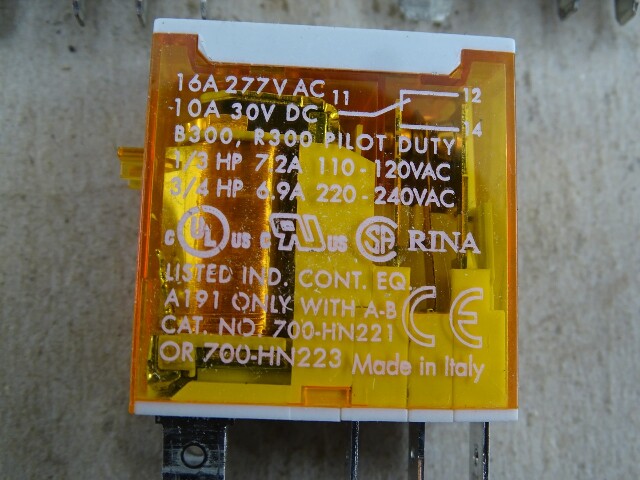 16A 277V AC
11
12
10A 30V DC
14
B300, R300 PILOT DUTY
1/3 HP 7.2A 110-120VAC
3/4 HP 6.9A 220-240VAC
C UL US C RU US SA RINA
LISTED IND. CONT. EQ.
A191 ONLY WITH A-B
CAT. NO. 700-HN221
CE
OR 700-HN223 Made in Italy